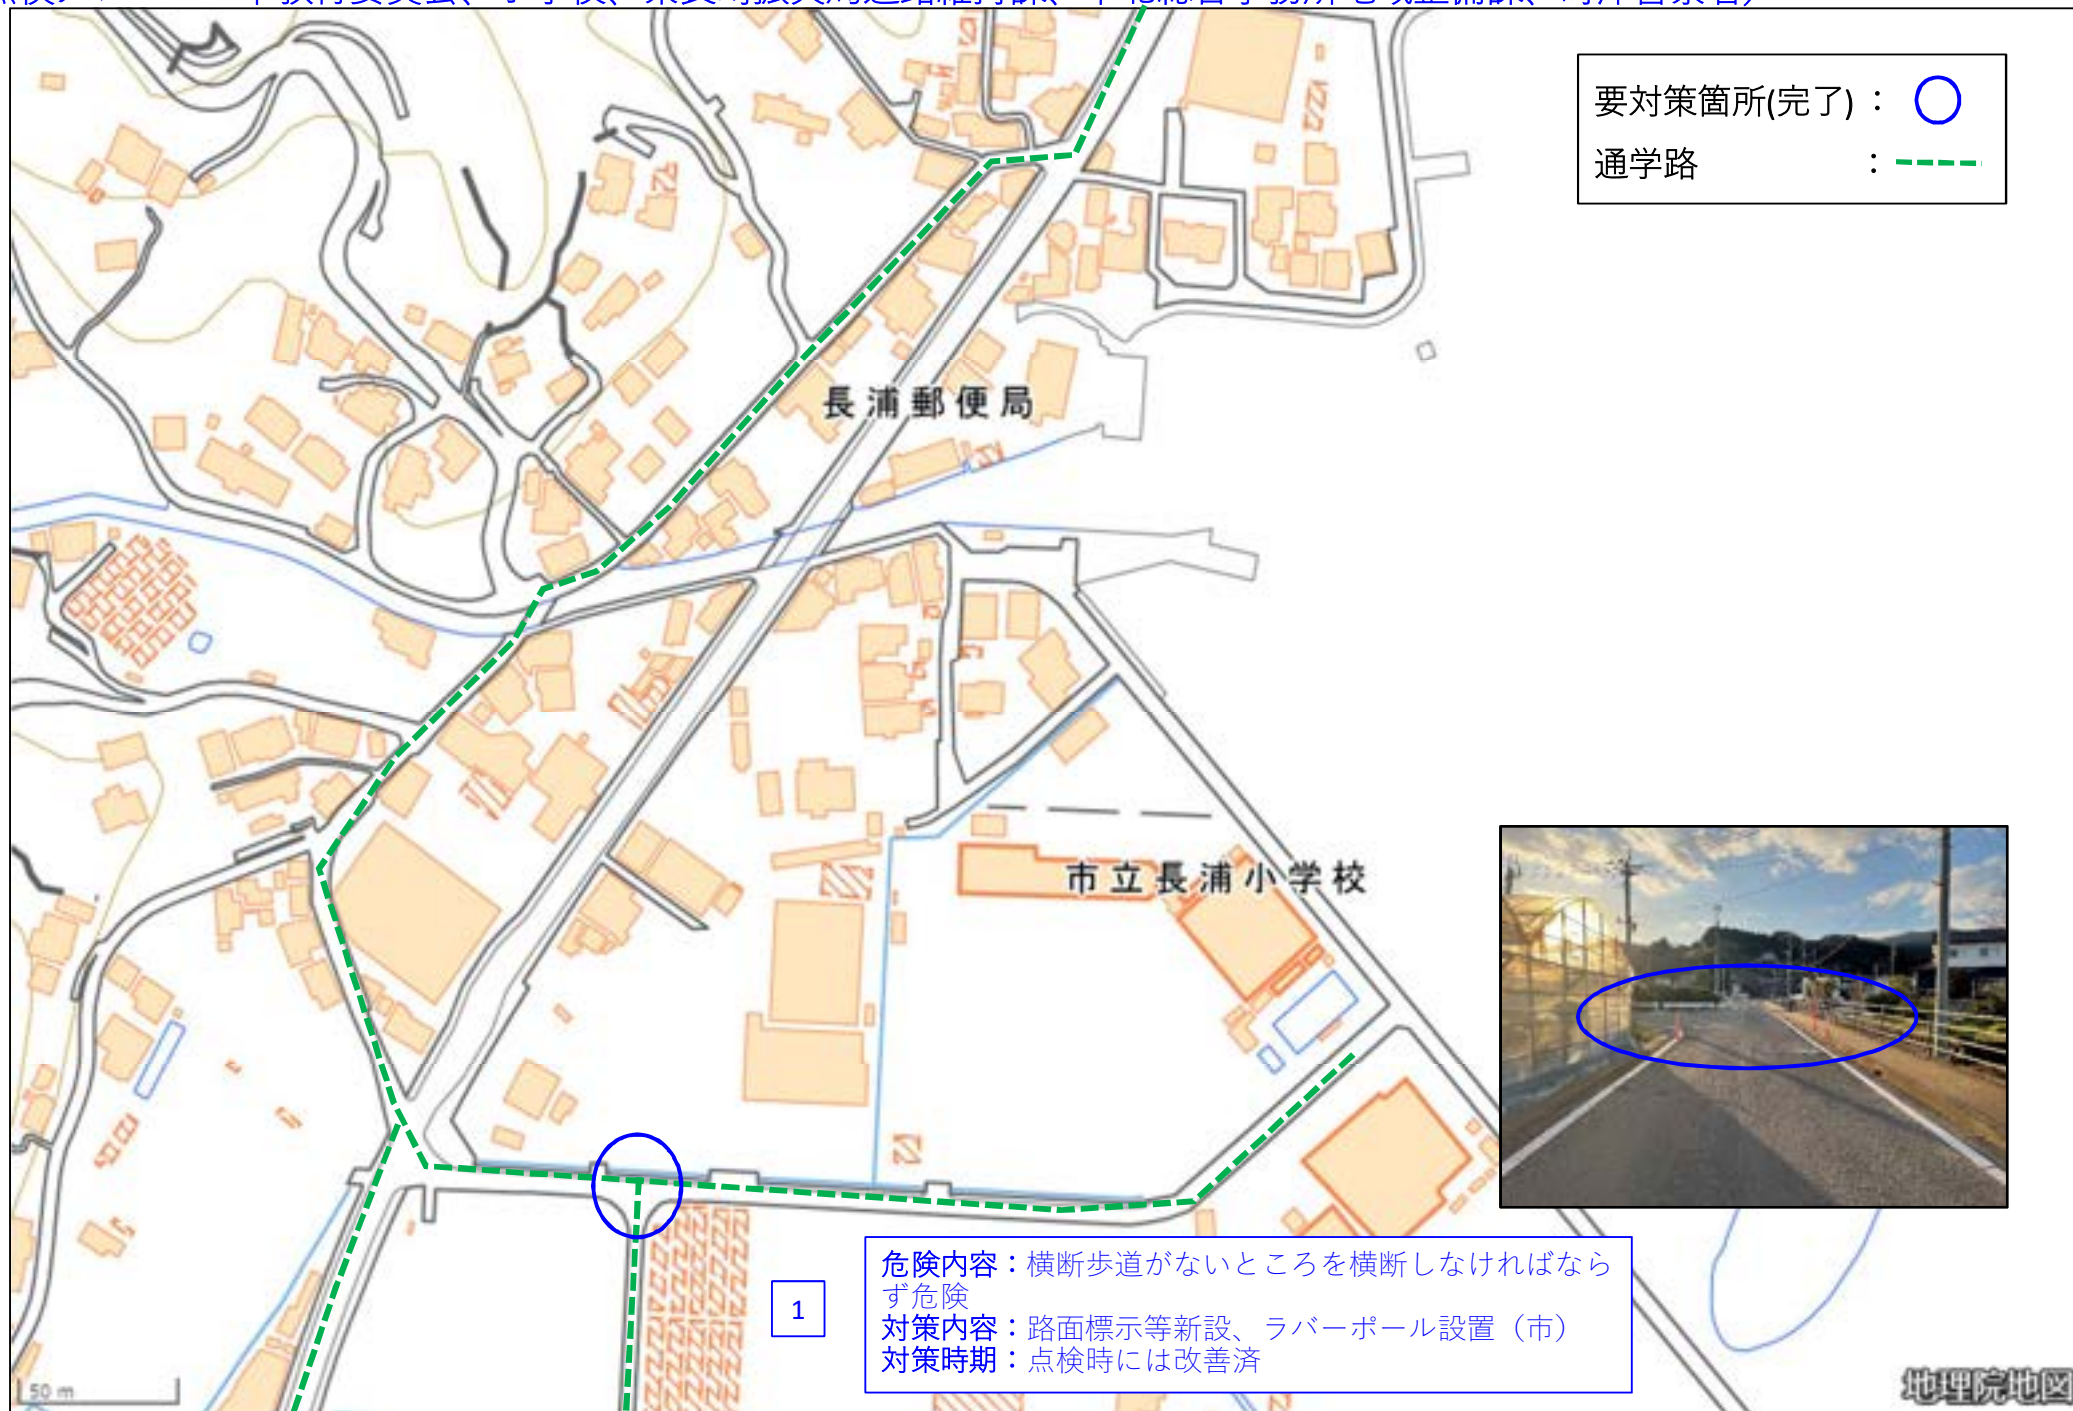 要対策箇所(完了)：
通学路　　　　：
長浦郵便局
市立長浦小学校
1
危険内容：横断歩道がないところを横断しなければなら
ず危険
対策内容：路面標示等新設、ラバーポール設置（市）
対策時期：点検時には改善済
50 m
地理院地図